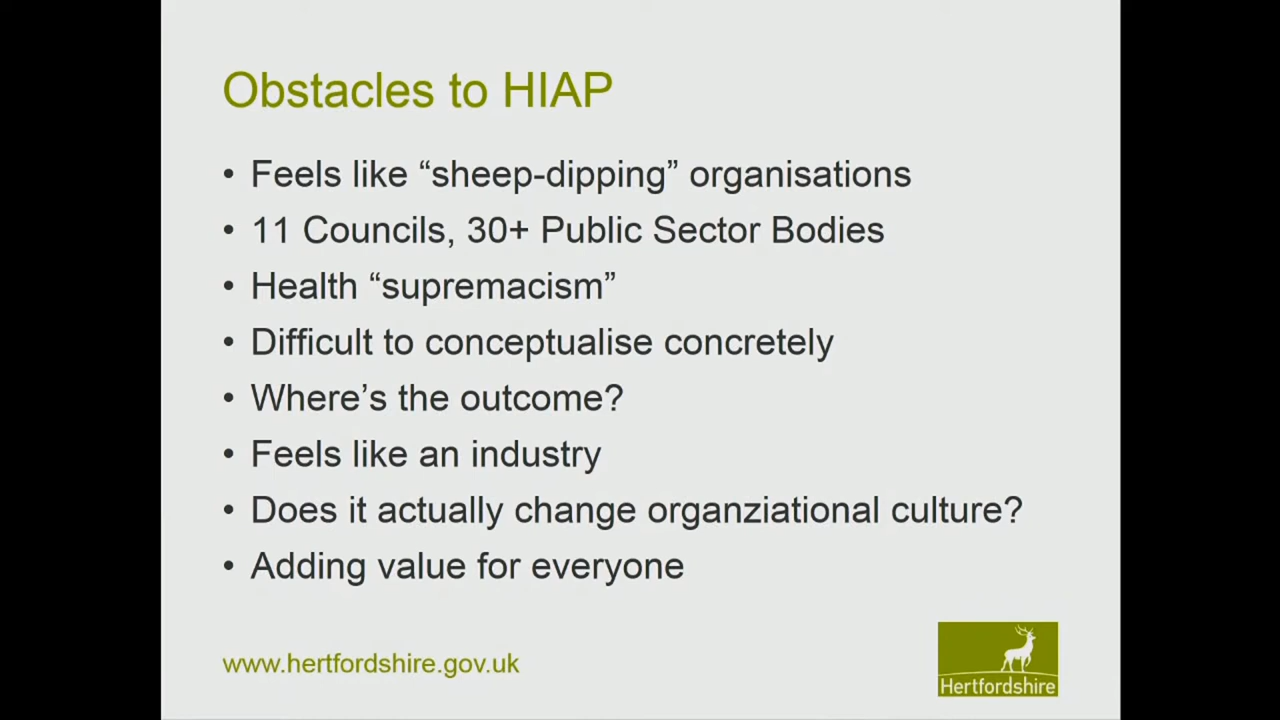 Obstacles to HIAP
• Feels like “sheep-dipping” organisations
• 11 Councils, 30+ Public Sector Bodies
• Health “supremacism”
• Difficult to conceptualise concretely
• Where’s the outcome?
• Feels like an industry
• Does it actually change organziational culture?
• Adding value for everyone
www.hertfordshire.gov.uk
Hertfordshire